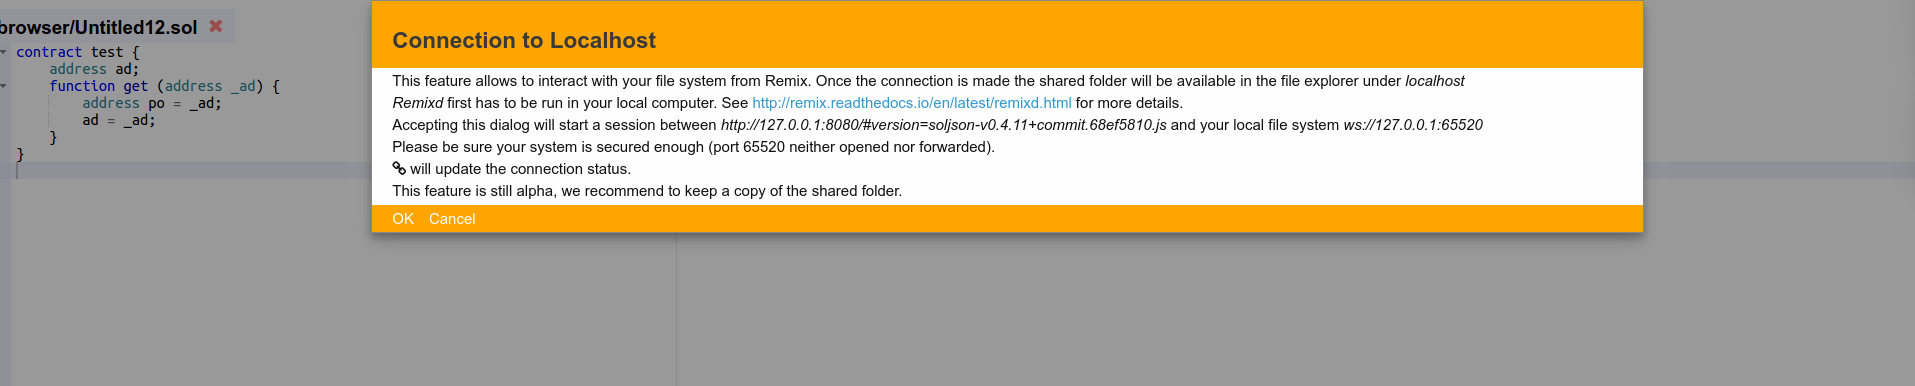 browser/Untitled12.sol
contract test {
address ad;
function get (address _ad) {
address po = _ad;
ad = _ad;
}
}
Connection to Localhost
This feature allows to interact with your file system from Remix. Once the connection is made the shared folder will be available in the file explorer under localhost
Remixd first has to be run in your local computer. See http://remix.readthedocs.io/en/latest/remixd.html for more details.
Accepting this dialog will start a session between http://127.0.0.1:8080/#version=soljson-v0.4.11+commit.68ef5810.js and your local file system ws://127.0.0.1:65520
Please be sure your system is secured enough (port 65520 neither opened nor forwarded).
will update the connection status.
This feature is still alpha, we recommend to keep a copy of the shared folder.
OK Cancel